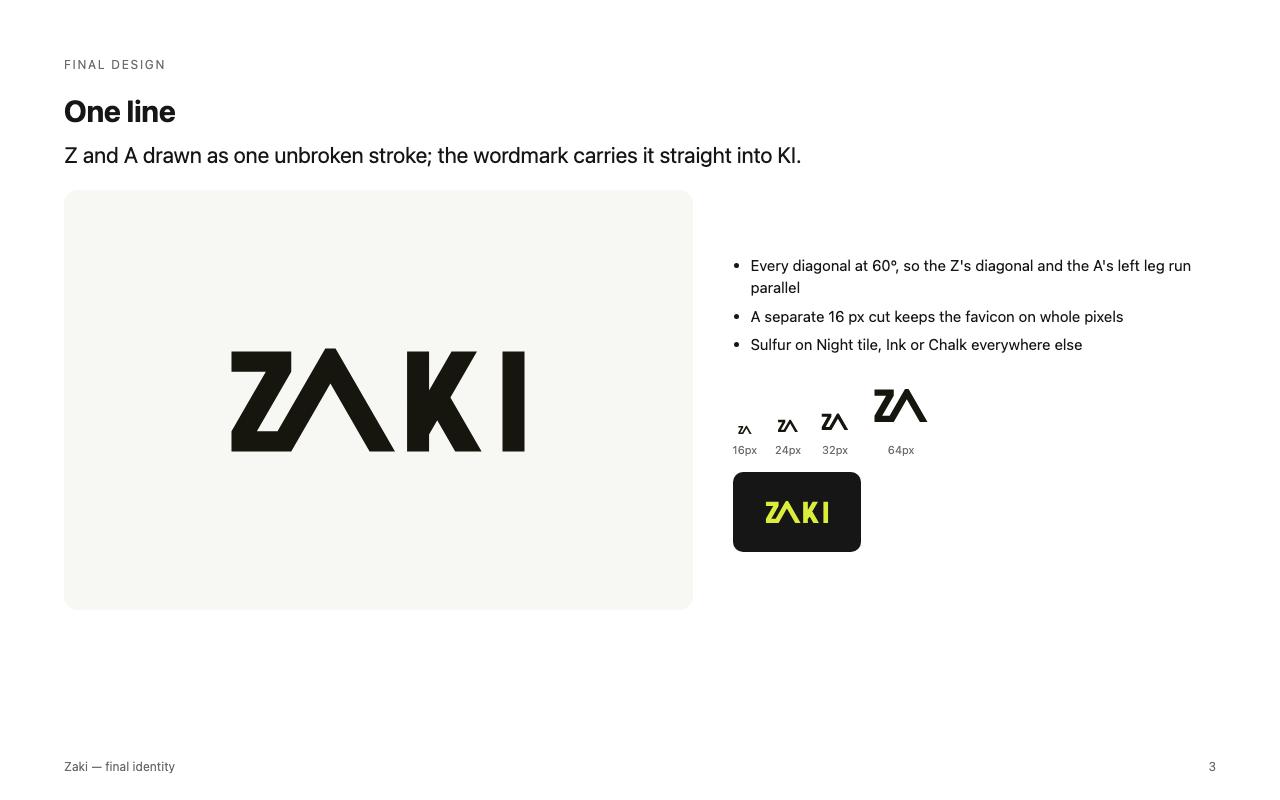 FINAL DESIGN
One line
Z and A drawn as one unbroken stroke; the wordmark carries it straight into KI.
ZAKI
• Every diagonal at 60°, so the Z's diagonal and the A's left leg run
parallel
• A separate 16 px cut keeps the favicon on whole pixels
• Sulfur on Night tile, Ink or Chalk everywhere else
ZA ZA ZA ZA
16px 24px 32px 64px
ZAKI
Zaki — final identity
3